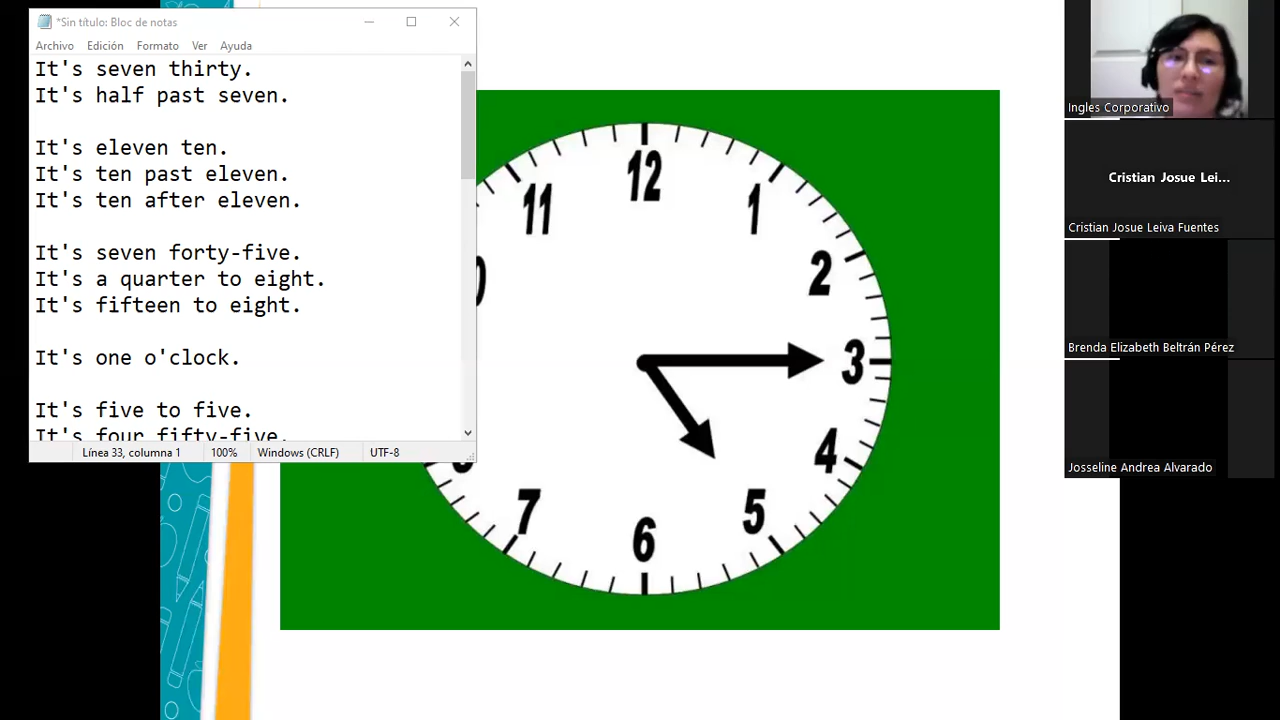 *Sin título: Bloc de notas
Archivo Edición Formato Ver Ayuda
It's seven thirty.
It's half past seven.
It's eleven ten.
It's ten past eleven.
It's ten after eleven.
It's seven forty-five.
It's a quarter to eight.
It's fifteen to eight.
It's one o'clock.
It's five to five.
It's four fifty-five.
Línea 33, columna 1 100% Windows (CRLF) UTF-8
12
1
2
3
4
5
6
7
11
Ingles Corporativo
Cristian Josue Lei...
Cristian Josue Leiva Fuentes
Brenda Elizabeth Beltrán Pérez
Josseline Andrea Alvarado